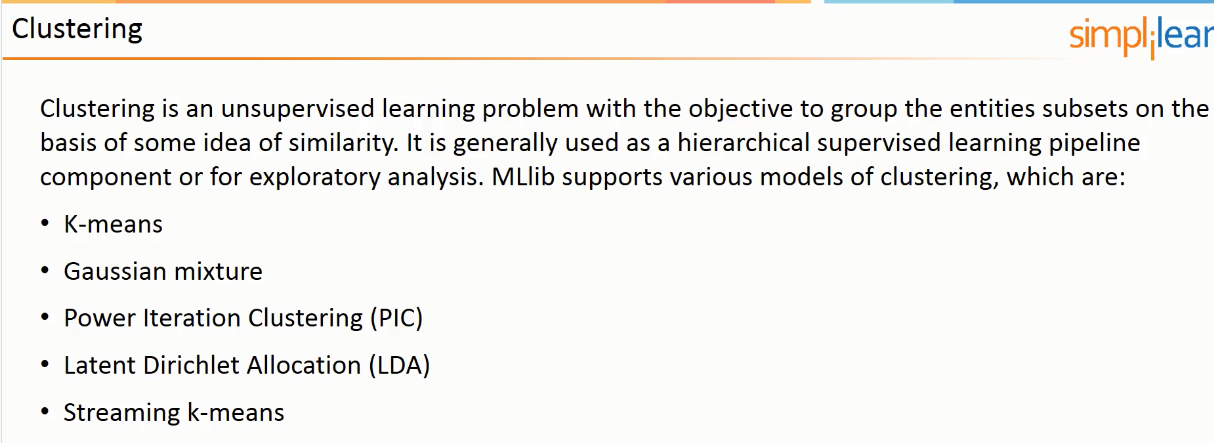 Clustering
simplilear
Clustering is an unsupervised learning problem with the objective to group the entities subsets on the
basis of some idea of similarity. It is generally used as a hierarchical supervised learning pipeline
component or for exploratory analysis. MLlib supports various models of clustering, which are:
• K-means
• Gaussian mixture
• Power Iteration Clustering (PIC)
• Latent Dirichlet Allocation (LDA)
• Streaming k-means